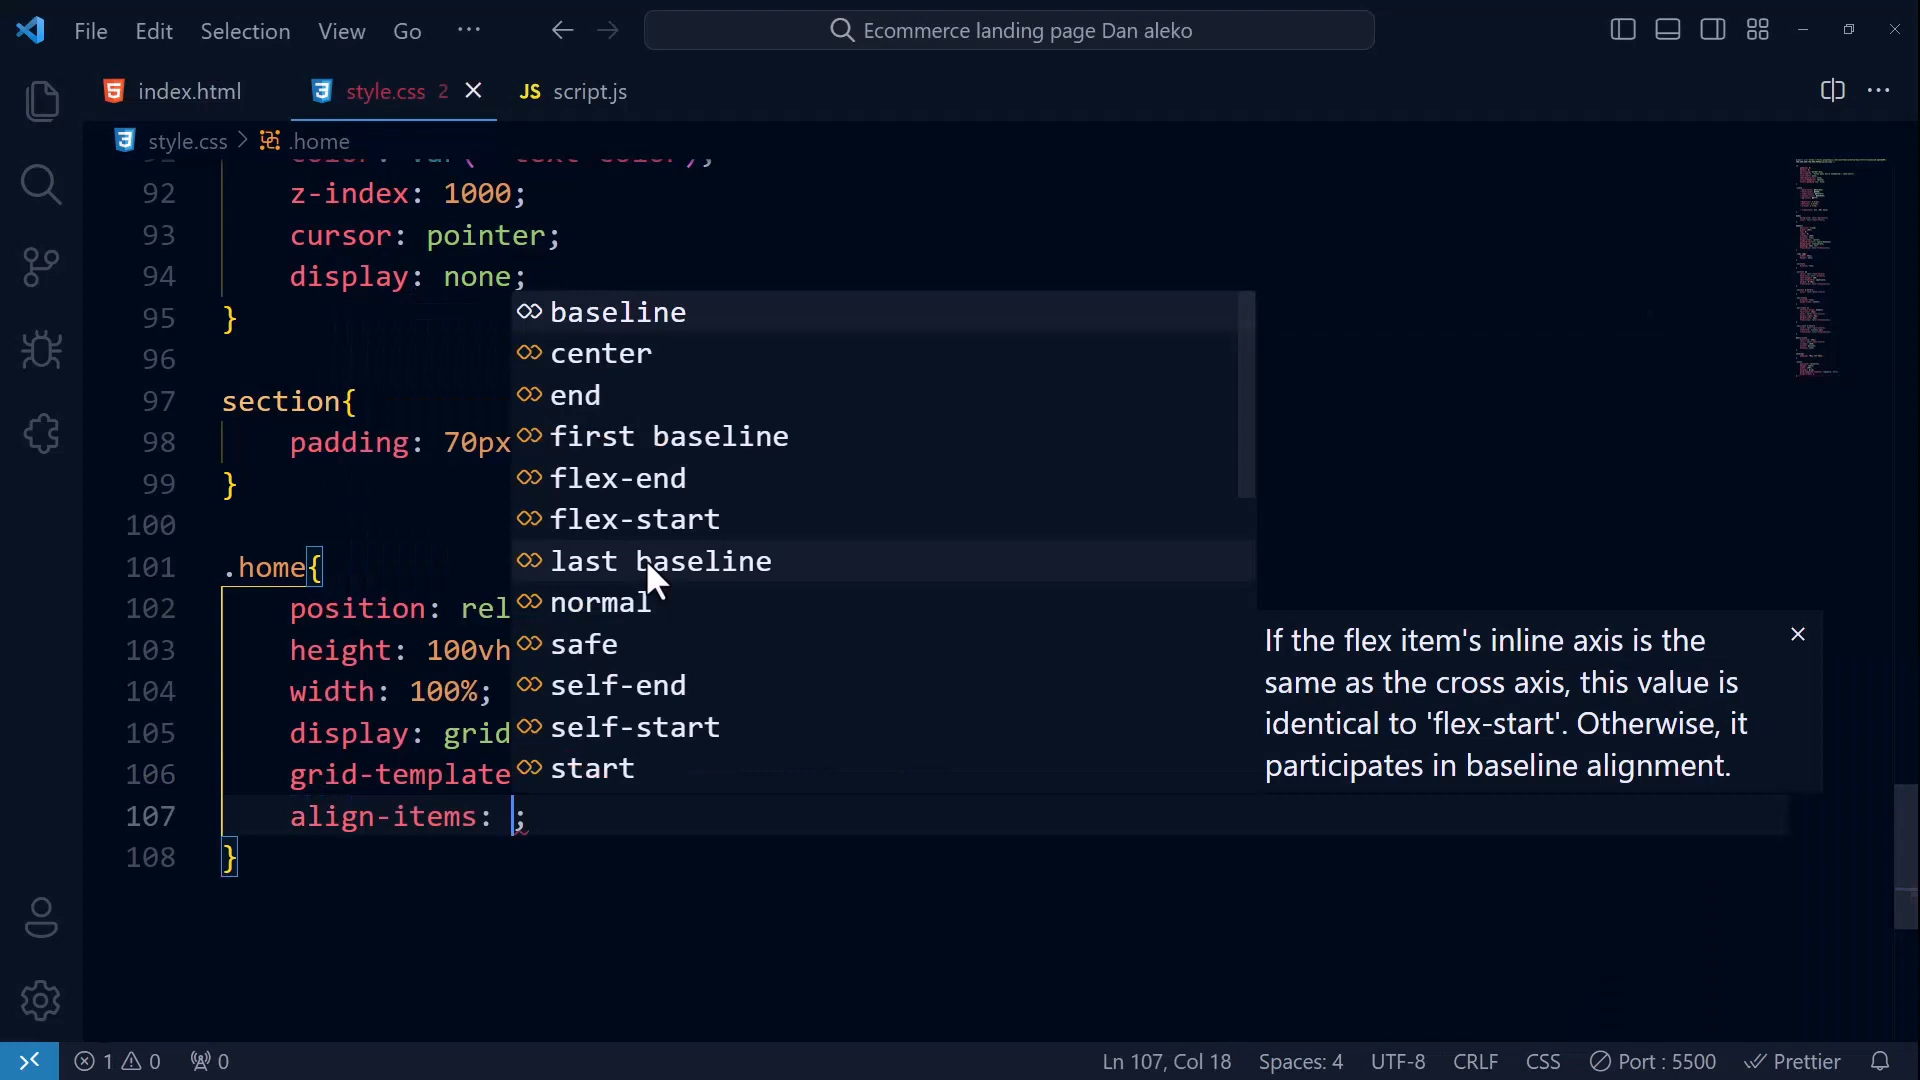 File Edit Selection View Go ··· Ecommerce landing page Dan aleko
index.html style.css 2 JS script.js
style.css > .home
91 color: var(--text-color);
92 z-index: 1000;
93 cursor: pointer;
94 display: none;
95 }
96
97 section{
98 padding: 70px
99 }
100
101 .home{
102 position: rel
103 height: 100vh
104 width: 100%;
105 display: grid
106 grid-template
107 align-items: ;
108 }
baseline
center
end
first baseline
flex-end
flex-start
last baseline
normal
safe
self-end
self-start
start
If the flex item's inline axis is the
same as the cross axis, this value is
identical to 'flex-start'. Otherwise, it
participates in baseline alignment.
1 0 0 Ln 107, Col 18 Spaces: 4 UTF-8 CRLF CSS Port : 5500 Prettier